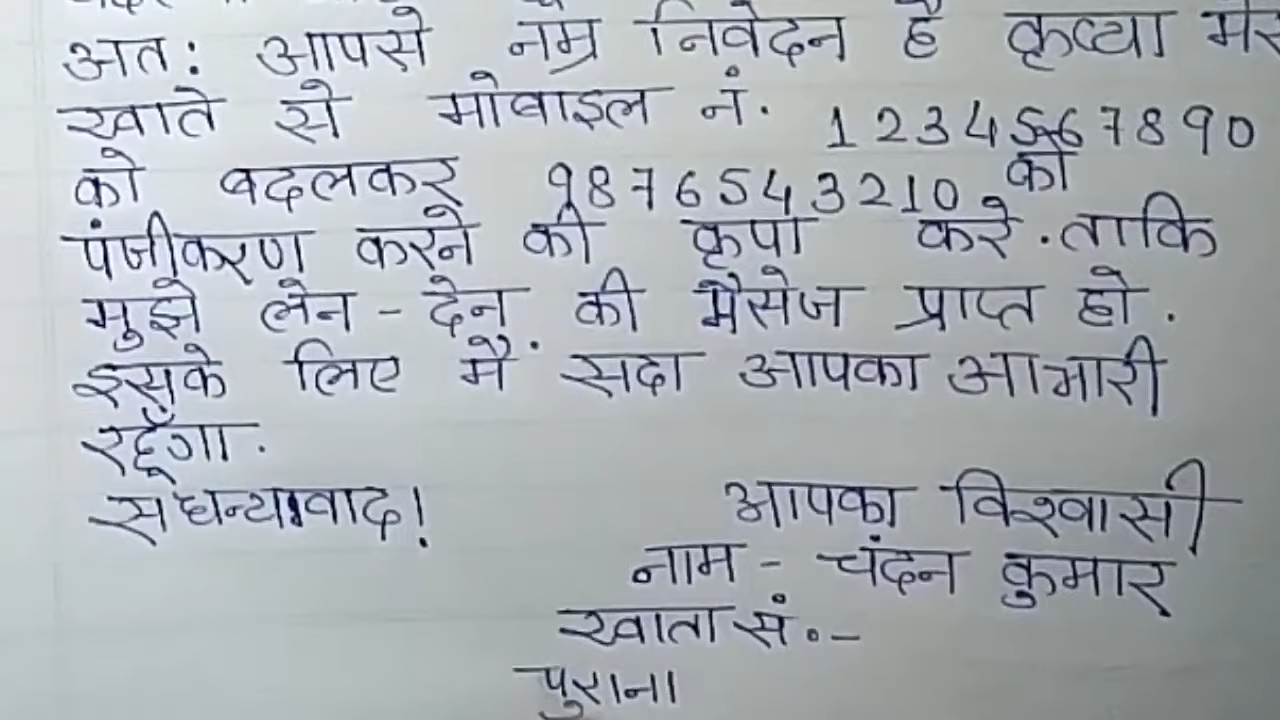 अत: आपसे नम्र निवेदन है कृप्या मेरे
खाते से मोबाइल नं. 1234567890
को बदलकर 9876543210 को
पंजीकरण करने की कृपा करे. ताकि
मुझे लेन - देन की मैसेज प्राप्त हो.
इसके लिए मैं सदा आपका आभारी
रहूँगा.
सधन्यावाद!
आपका विश्वासी
नाम - चंदन कुमार
खाता सं.-
पुराना